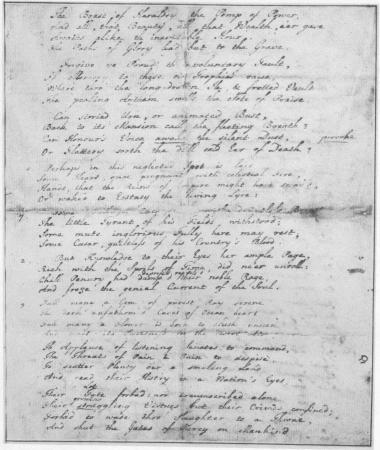 The Boast of Heraldry the Pomp of Power,
And all that Beauty, all that Wealth, e'er gave
Awaits alike th' inevitable Hour.
The Paths of Glory lead but to the Grave.
Forgive ye Proud, th' involuntary Fault,
If Memory to these no Trophies raise,
Where thro' the long-drawn Isle, & fretted Vault
The pealing Anthem swells the Note of Praise
Can storied Urn, or animated Bust,
Back to its Mansion call the fleeting Breath?
Can Honour's Voice awake the silent Dust, provoke
Or Flattery sooth the dull cold Ear of Death?
Perhaps in this neglected Spot is laid
Some Heart, once pregnant with celestial Fire,
Hands, that the Reins of Empire might have sway'd,
Or waked to Ecstasy the living Lyre:
Some
The little Tyrant of his Fields withstood;
Some mute inglorious Tully here may rest;
Some Caesar, guiltless of his Country's Blood.
But Knowledge to their Eyes her ample Page,
Rich with the Spoils of Time, did ne'er unroll:
Chill Penury had damp'd their noble Rage
repress'd
And froze the genial Current of the Soul.
Full many a Gem of purest Ray serene
The dark unfathom'd Caves of Ocean bear.
Full many a Flower is born to blush unseen
And
Th' Applause of listening Senates to command,
The Threats of Pain & Ruin to despise,
To scatter Plenty o'er a smiling Land
And read their History in a Nation's Eyes
Their Fate forbad: nor circumscribed alone
Lot
Their struggling Virtues but their Crimes confined;
growing
Forbad to wade thro' Slaughter to a Throne,
And shut the Gates of Mercy on Mankind